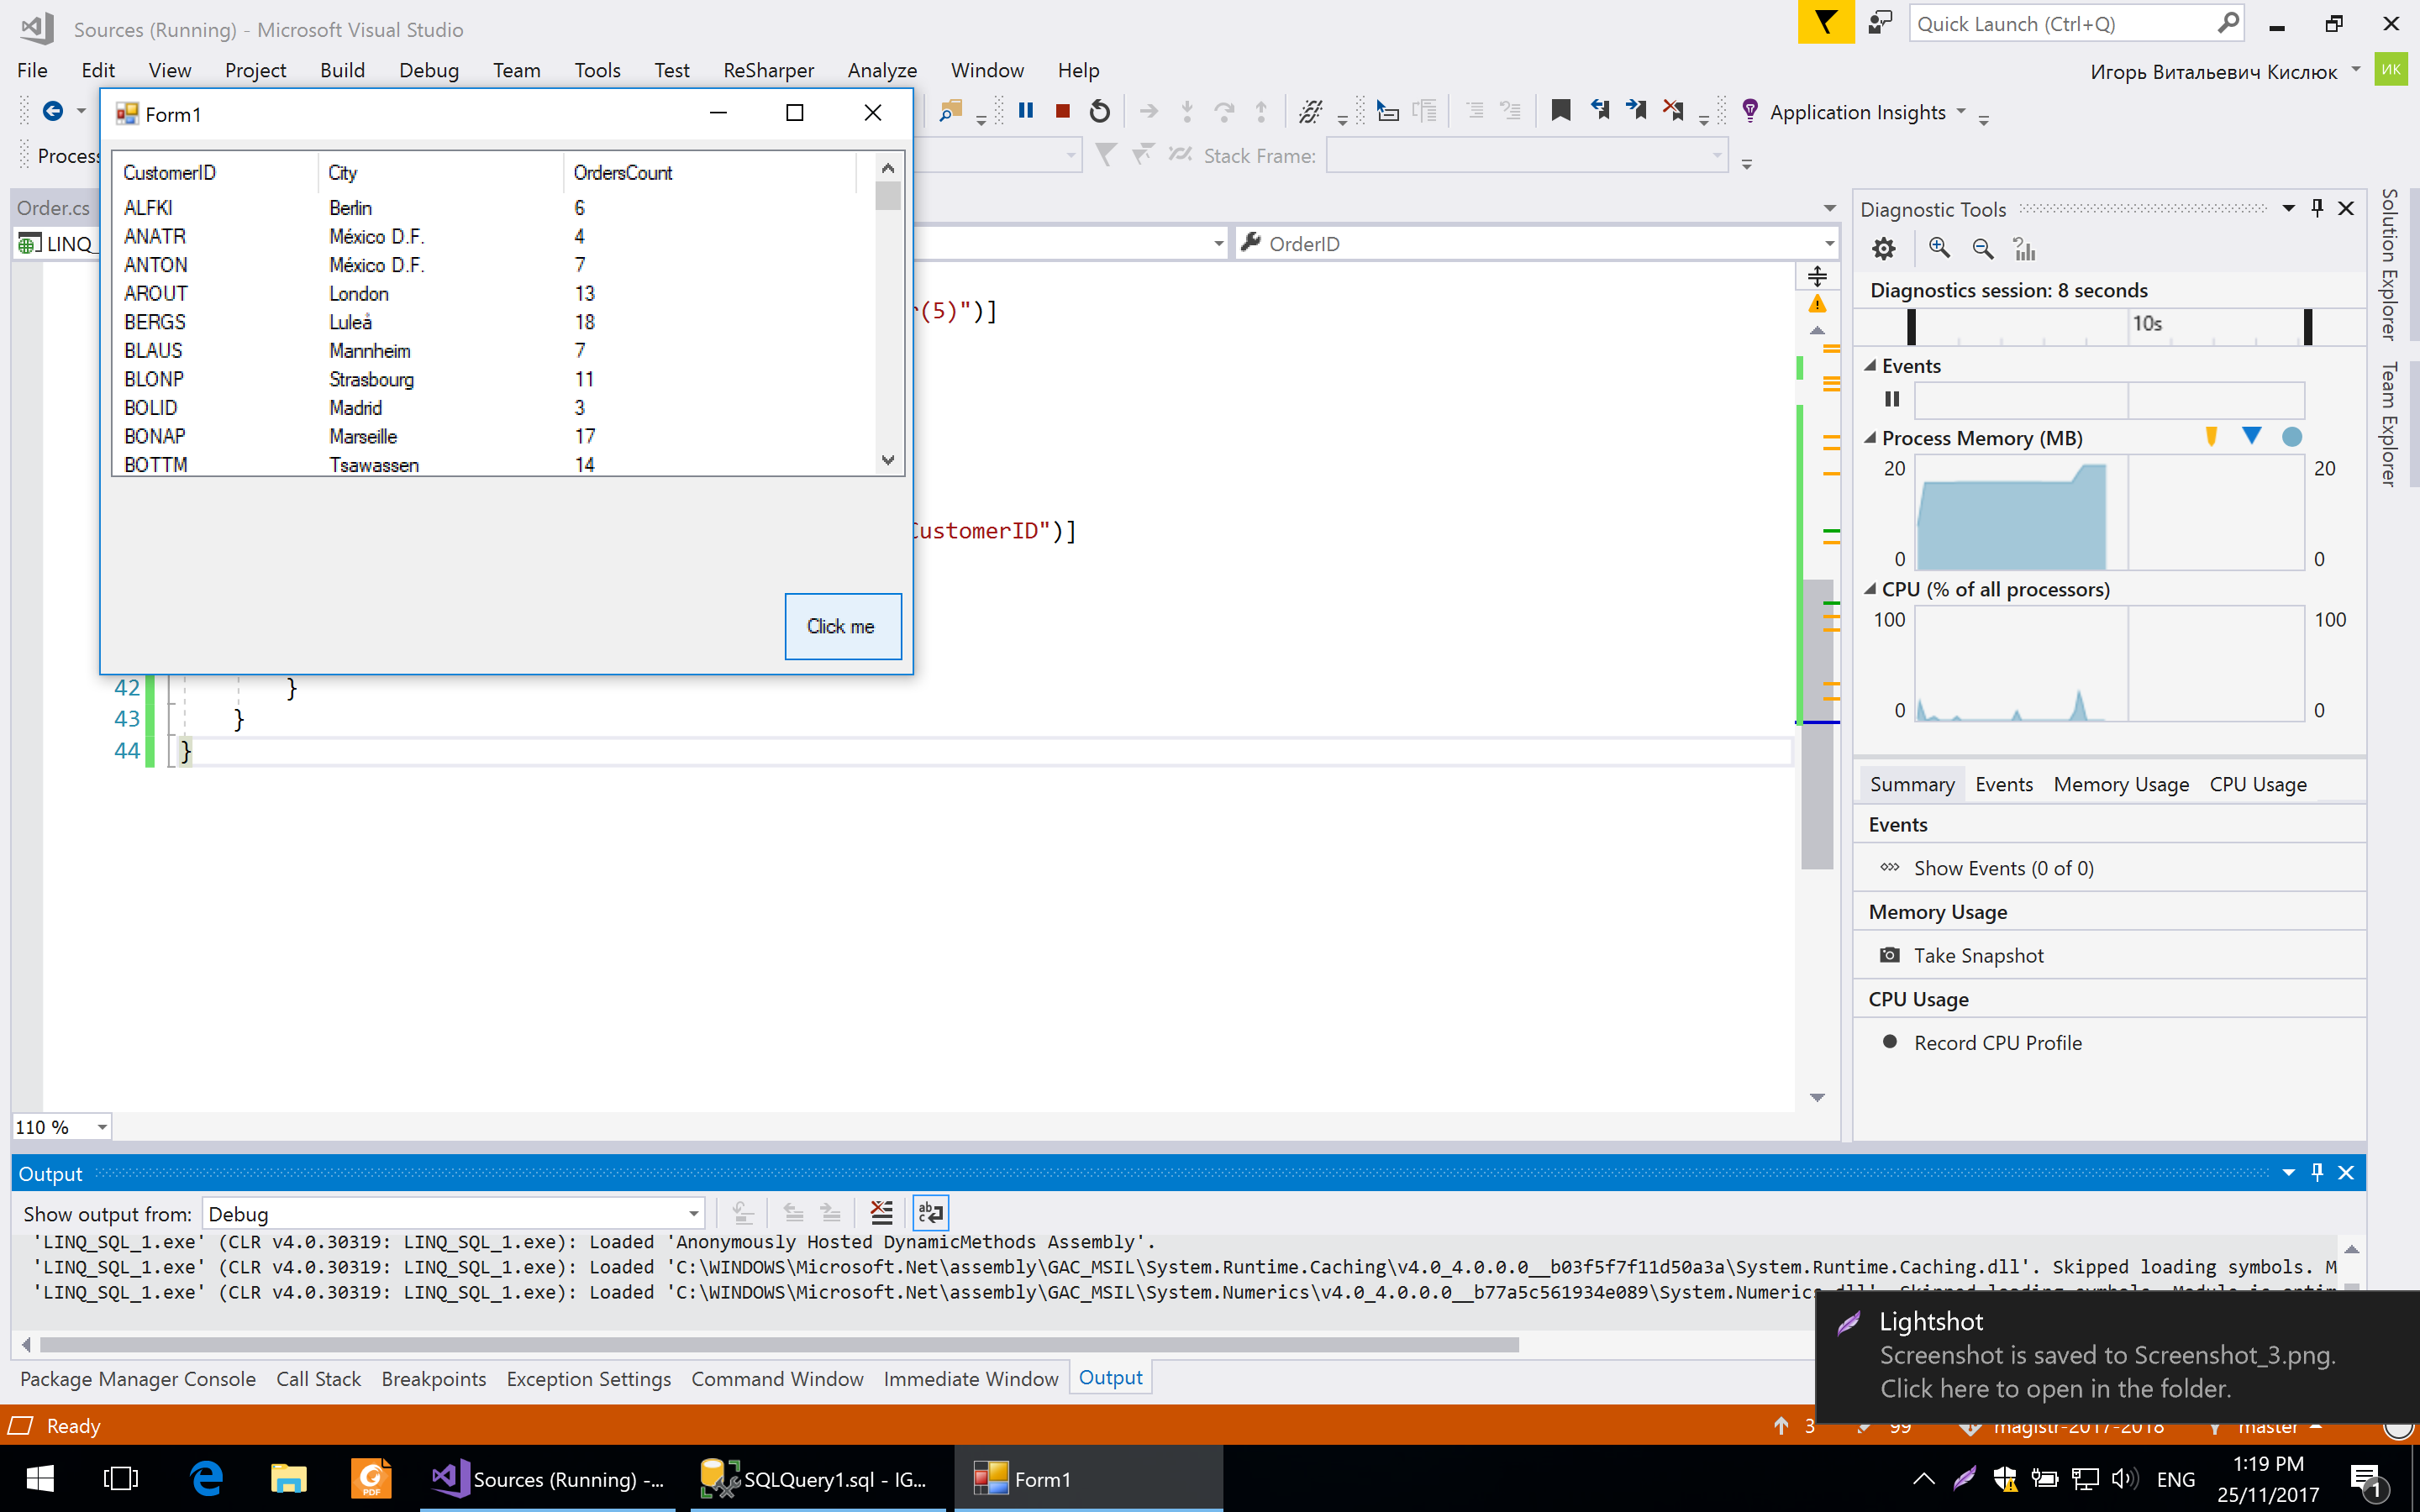 Sources (Running) - Microsoft Visual Studio
Quick Launch (Ctrl+Q)
File Edit View Project Build Debug Team Tools Test ReSharper Analyze Window Help
Игорь Витальевич Кислюк
ИК
Form1
Application Insights
Process
Stack Frame:
CustomerID City OrdersCount
ALFKI Berlin 6
ANATR México D.F. 4
ANTON México D.F. 7
AROUT London 13
BERGS Luleå 18
BLAUS Mannheim 7
BLONP Strasbourg 11
BOLID Madrid 3
BONAP Marseille 17
BOTTM Tsawassen 14
Click me
Order.cs
LINQ_
OrderID
(5)")]
CustomerID")]
42 }
43 }
44 }
110 %
Diagnostic Tools
Diagnostics session: 8 seconds
10s
Events
Process Memory (MB)
20 20
0 0
CPU (% of all processors)
100 100
0 0
Summary Events Memory Usage CPU Usage
Events
Show Events (0 of 0)
Memory Usage
Take Snapshot
CPU Usage
Record CPU Profile
Solution Explorer
Team Explorer
Output
Show output from: Debug
'LINQ_SQL_1.exe' (CLR v4.0.30319: LINQ_SQL_1.exe): Loaded 'Anonymously Hosted DynamicMethods Assembly'.
'LINQ_SQL_1.exe' (CLR v4.0.30319: LINQ_SQL_1.exe): Loaded 'C:\WINDOWS\Microsoft.Net\assembly\GAC_MSIL\System.Runtime.Caching\v4.0_4.0.0.0__b03f5f7f11d50a3a\System.Runtime.Caching.dll'. Skipped loading symbols. M
'LINQ_SQL_1.exe' (CLR v4.0.30319: LINQ_SQL_1.exe): Loaded 'C:\WINDOWS\Microsoft.Net\assembly\GAC_MSIL\System.Numerics\v4.0_4.0.0.0__b77a5c561934e089\System.Numerics.dll'. Skipped loading symbols. Module is optim
Package Manager Console Call Stack Breakpoints Exception Settings Command Window Immediate Window Output
Lightshot
Screenshot is saved to Screenshot_3.png.
Click here to open in the folder.
Ready
3 99 magistr-2017-2018 master
PDF
Sources (Running) -...
SQLQuery1.sql - IG...
Form1
ENG
1:19 PM
25/11/2017
1